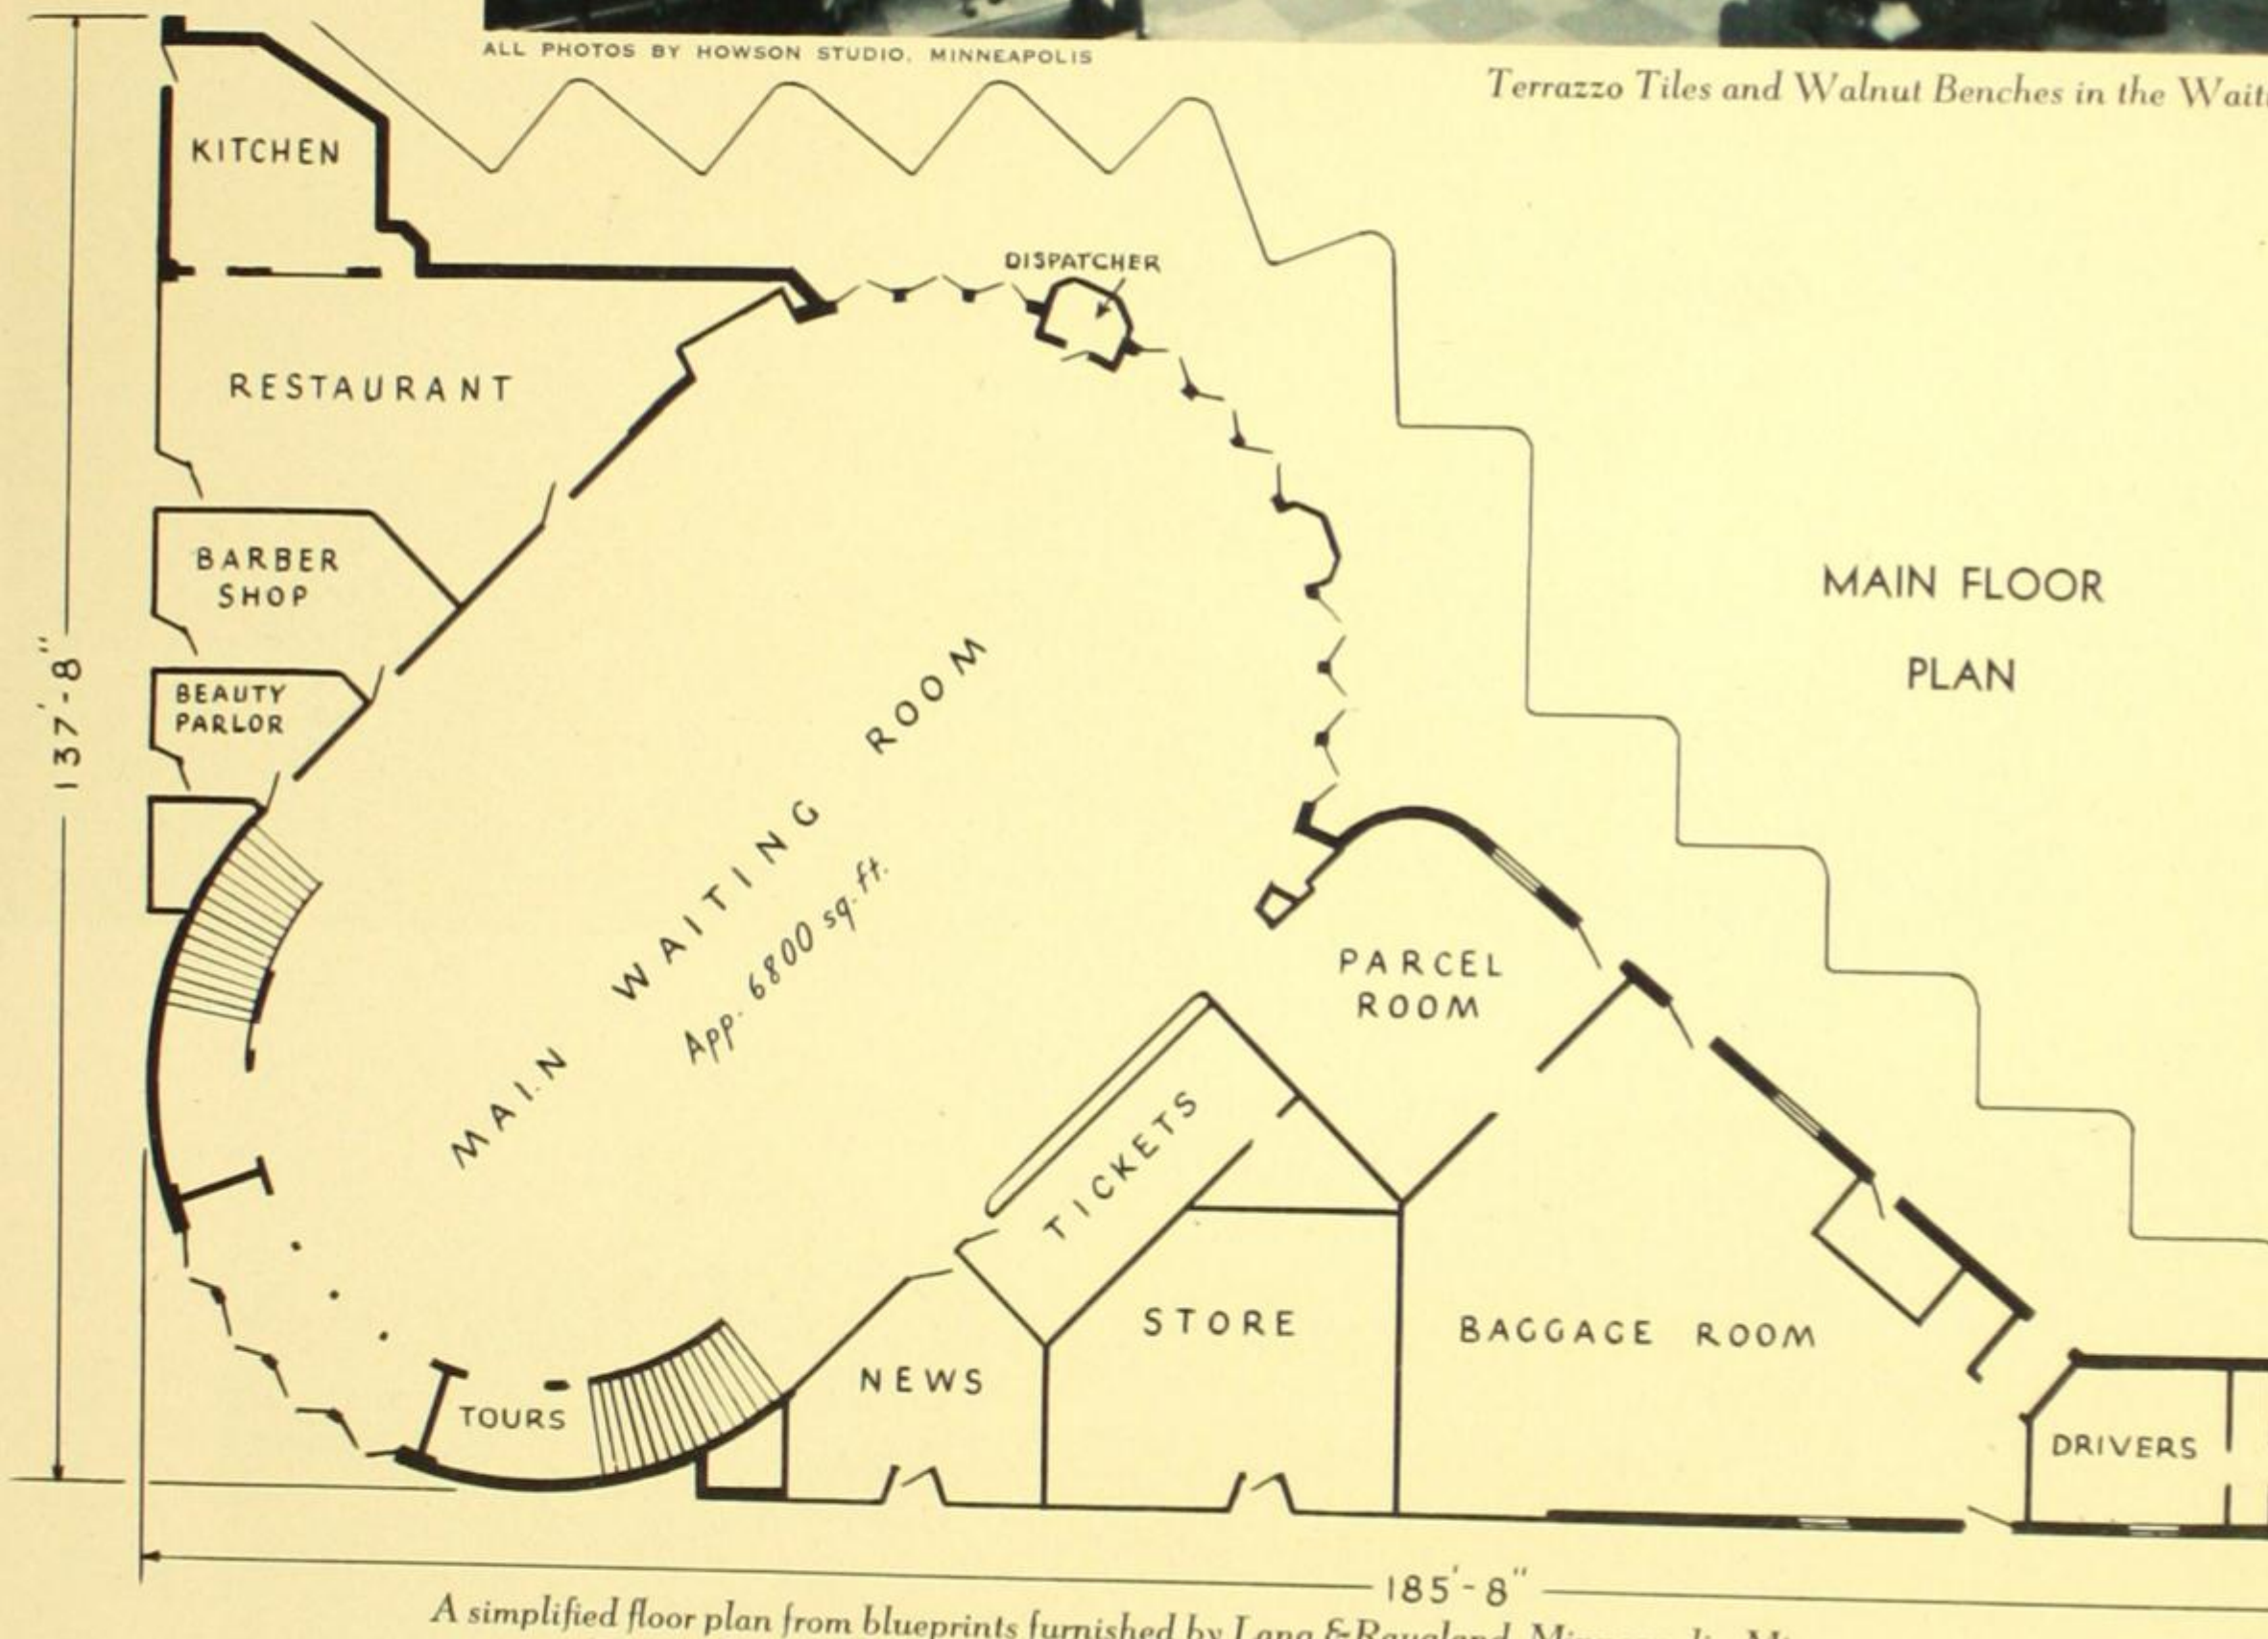 ALL PHOTOS BY HOWSON STUDIO, MINNEAPOLIS
Terrazzo Tiles and Walnut Benches in the
KITCHEN
DISPATCHER
RESTAURANT
BARBER
SHOP
MAIN FLOOR
PLAN
BEAUTY
PARLOR
137'-8"
MAIN WAITING ROOM
App. 6800 sq. ft.
PARCEL
ROOM
TICKETS
STORE
BAGGAGE ROOM
NEWS
TOURS
DRIVERS
185'-8"
A simplified floor plan from blueprints furnished by Lang & Raugland,